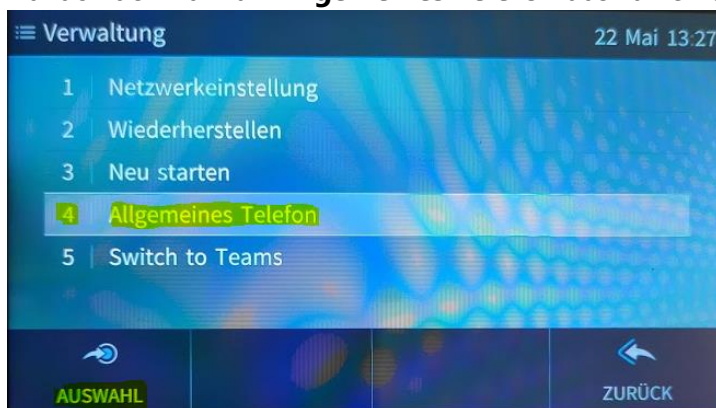 Verwaltung 22 Mai 13:27
1 Netzwerkeinstellung
2 Wiederherstellen
3 Neu starten
4 Allgemeines Telefon
5 Switch to Teams
AUSWAHL ZURÜCK